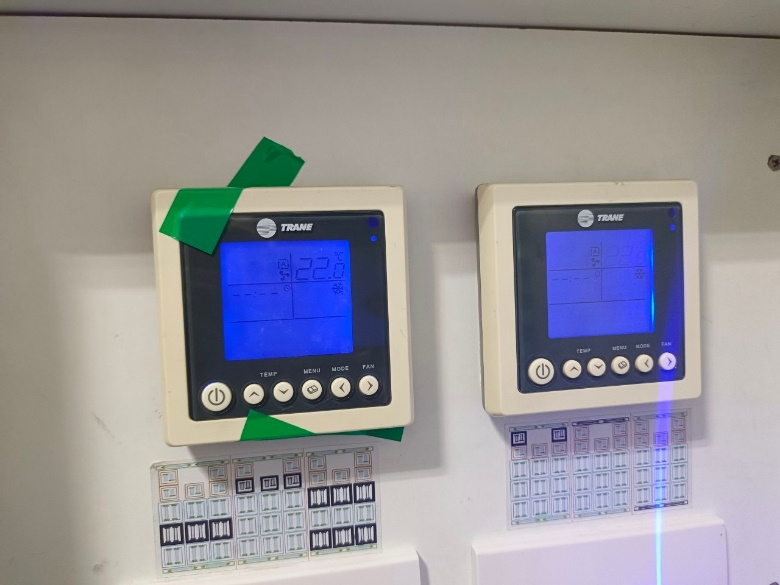 TRANE
22.0
°C
TEMP MENU MODE FAN
TRANE
TEMP MENU MODE FAN